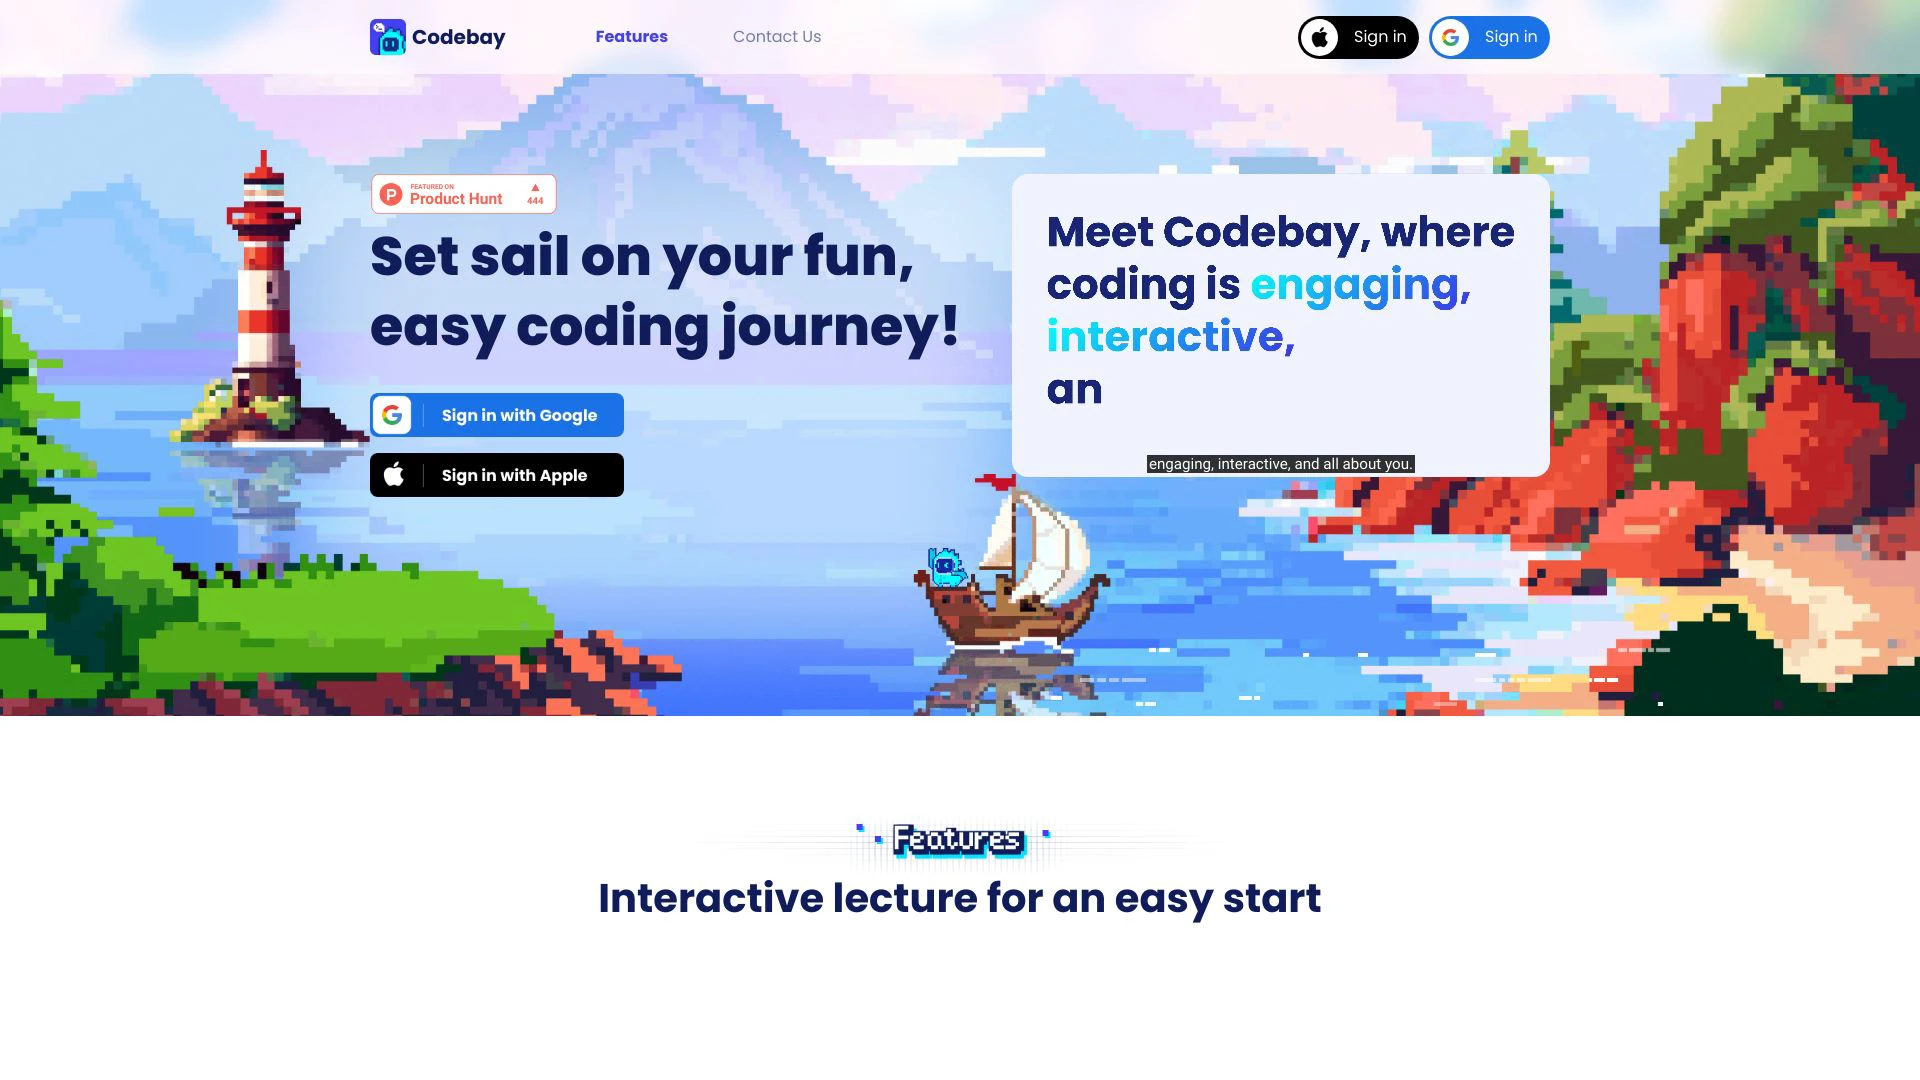 Codebay
Features
Contact Us
Sign in
Sign in
FEATURED ON
Product Hunt
444
Set sail on your fun,
easy coding journey!
Sign in with Google
Sign in with Apple
Meet Codebay, where
coding is engaging,
interactive,
an
engaging, interactive, and all about you.
Features
Interactive lecture for an easy start